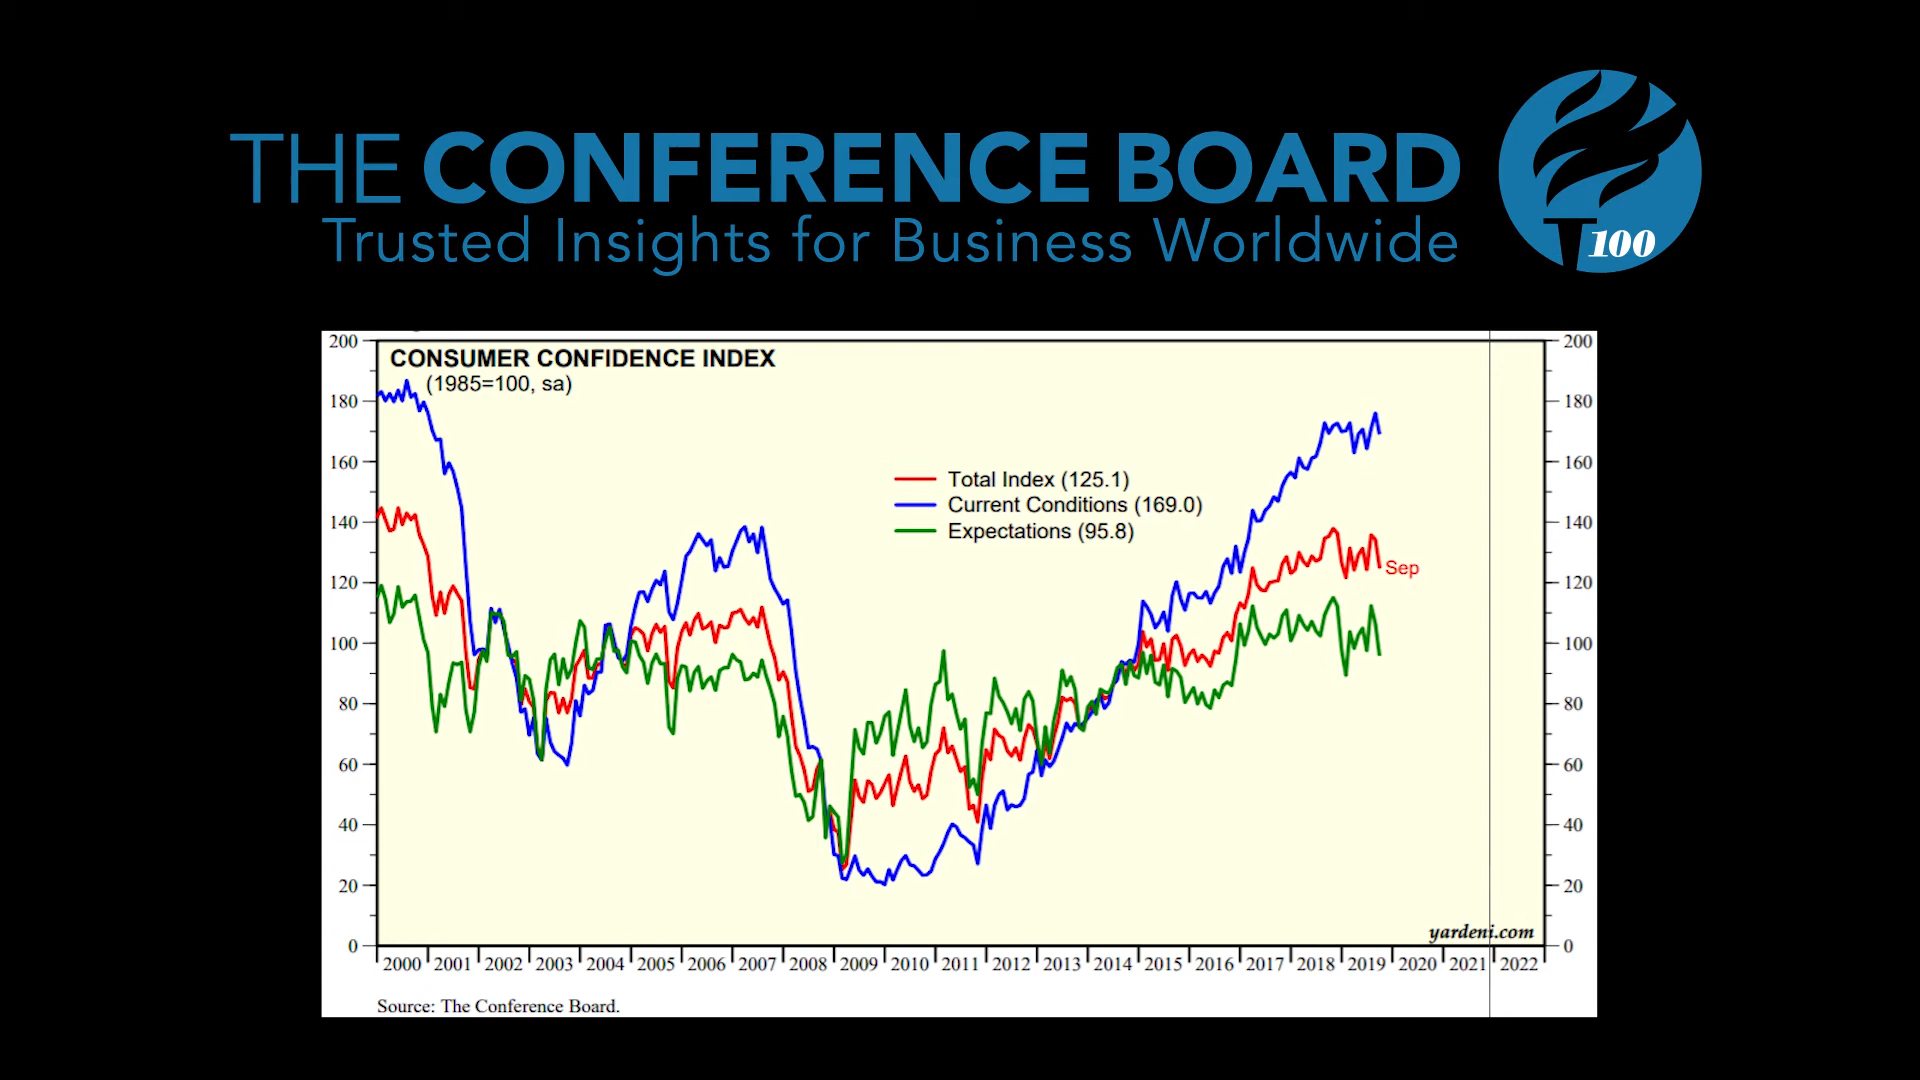 THE CONFERENCE BOARD
Trusted Insights for Business Worldwide
100
CONSUMER CONFIDENCE INDEX
(1985=100, sa)
200
180
160
140
120
100
80
60
40
20
0
Total Index (125.1)
Current Conditions (169.0)
Expectations (95.8)
Sep
200
180
160
140
120
100
80
60
40
20
0
yardeni.com
2000 2001 2002 2003 2004 2005 2006 2007 2008 2009 2010 2011 2012 2013 2014 2015 2016 2017 2018 2019 2020 2021 2022
Source: The Conference Board.